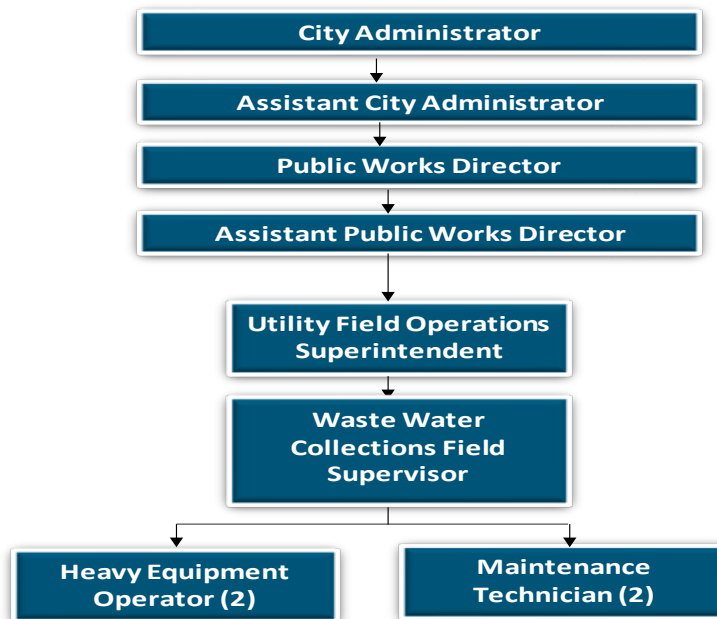 City Administrator
Assistant City Administrator
Public Works Director
Assistant Public Works Director
Utility Field Operations
Superintendent
Waste Water
Collections Field
Supervisor
Heavy Equipment
Operator (2)
Maintenance
Technician (2)